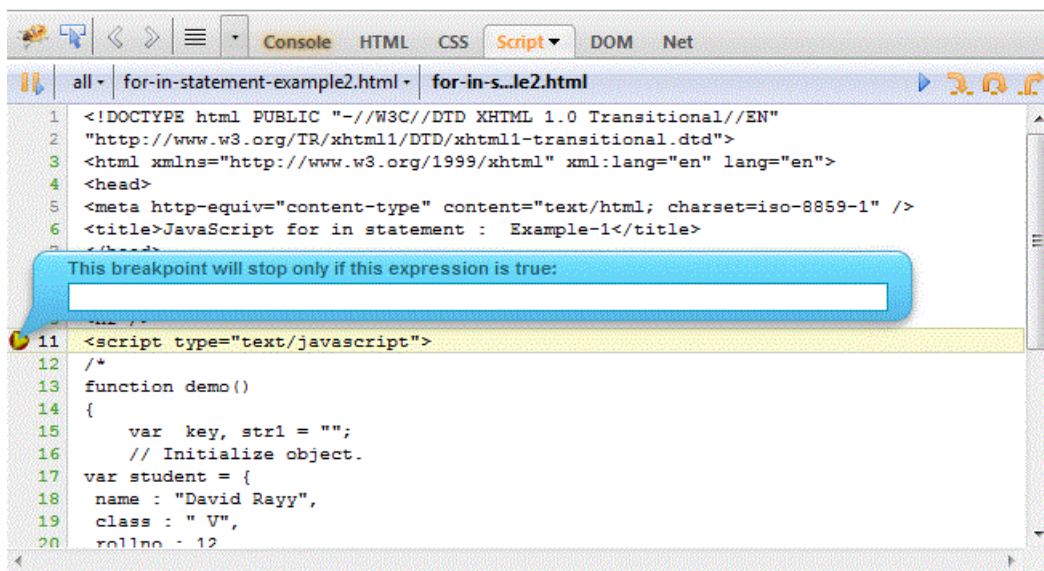 Console HTML CSS Script DOM Net
all for-in-statement-example2.html for-in-s...le2.html
1 <!DOCTYPE html PUBLIC "-//W3C//DTD XHTML 1.0 Transitional//EN"
2 "http://www.w3.org/TR/xhtml1/DTD/xhtml1-transitional.dtd">
3 <html xmlns="http://www.w3.org/1999/xhtml" xml:lang="en" lang="en">
4 <head>
5 <meta http-equiv="content-type" content="text/html; charset=iso-8859-1" />
6 <title>JavaScript for in statement :  Example-1</title>
</head>
This breakpoint will stop only if this expression is true:
11 <script type="text/javascript">
12 /*
13 function demo()
14 {
15 var  key, str1 = "";
16 // Initialize object.
17 var student = {
18 name : "David Rayy",
19 class : " V",
20 rollno : 12